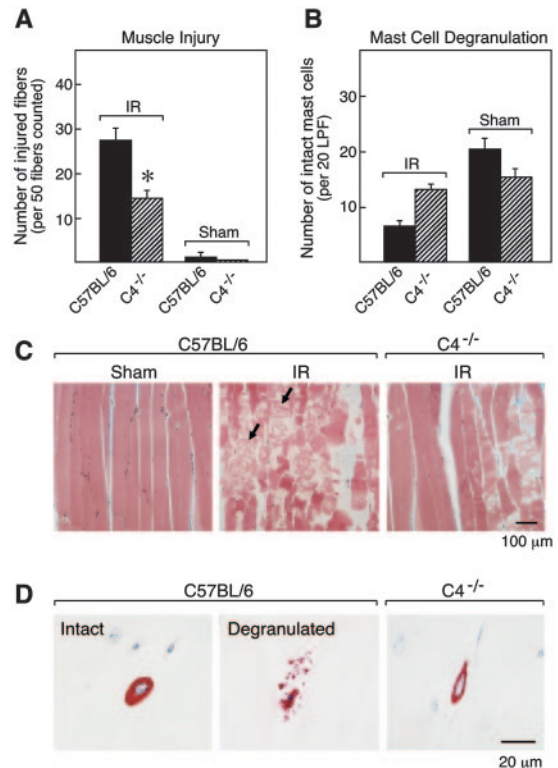 A
Muscle Injury
Number of injured fibers
(per 50 fibers counted)
40
30
20
10
IR
*
Sham
C57BL/6
C4-/-
C57BL/6
C4-/-
B
Mast Cell Degranulation
Number of intact mast cells
(per 20 LPF)
30
20
10
IR
Sham
C57BL/6
C4-/-
C57BL/6
C4-/-
C
C57BL/6
C4-/-
Sham
IR
IR
100 µm
D
C57BL/6
C4-/-
Intact
Degranulated
20 µm